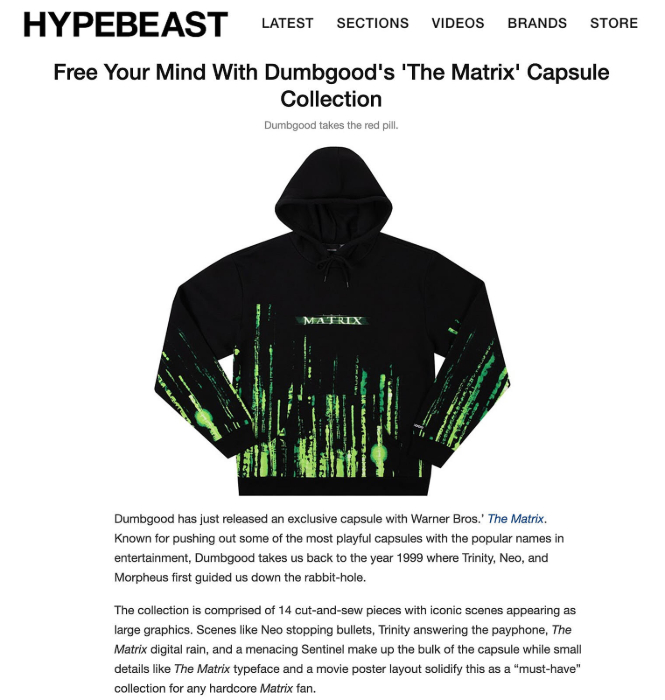 HYPEBEAST
LATEST SECTIONS VIDEOS BRANDS STORE
Free Your Mind With Dumbgood's 'The Matrix' Capsule
Collection
Dumbgood takes the red pill.
MATRIX
Dumbgood has just released an exclusive capsule with Warner Bros.' The Matrix.
Known for pushing out some of the most playful capsules with the popular names in
entertainment, Dumbgood takes us back to the year 1999 where Trinity, Neo, and
Morpheus first guided us down the rabbit-hole.
The collection is comprised of 14 cut-and-sew pieces with iconic scenes appearing as
large graphics. Scenes like Neo stopping bullets, Trinity answering the payphone, The
Matrix digital rain, and a menacing Sentinel make up the bulk of the capsule while small
details like The Matrix typeface and a movie poster layout solidify this as a “must-have”
collection for any hardcore Matrix fan.